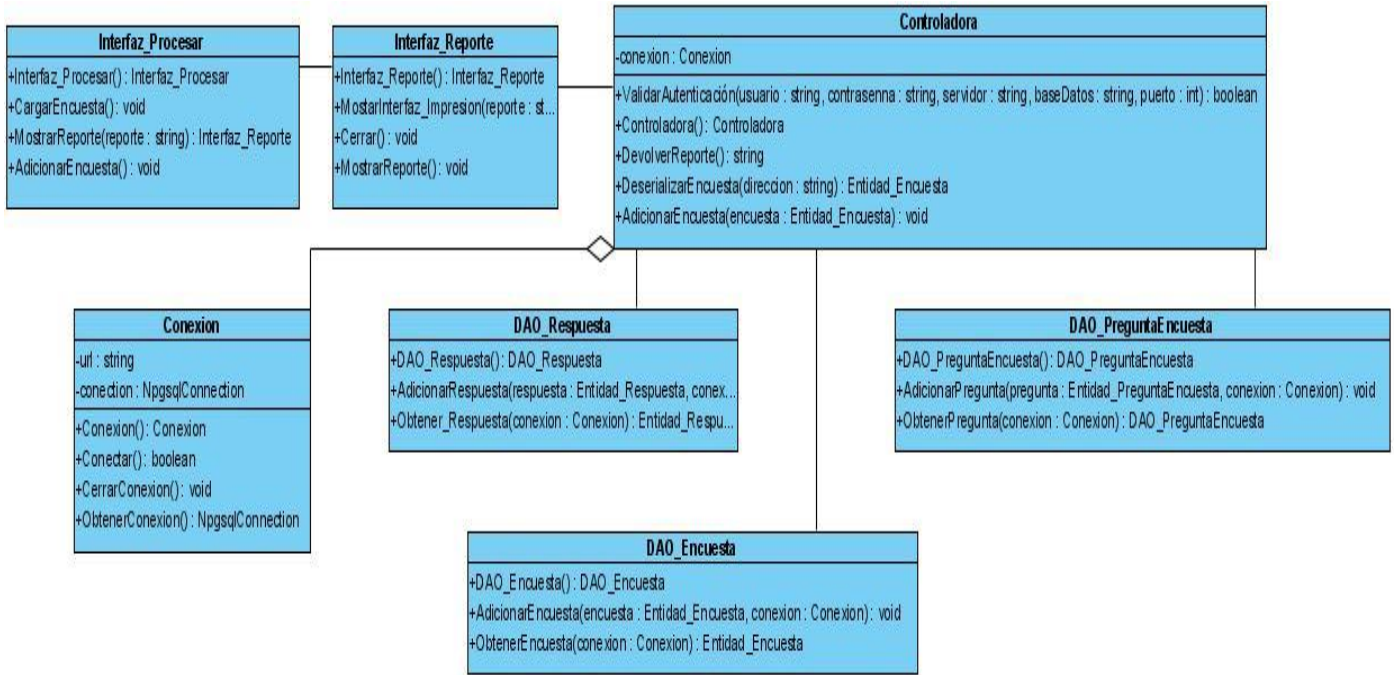 Interfaz_Procesar
+Interfaz_Procesar() : Interfaz_Procesar
+CargarEncuesta() : void
+MostrarReporte(reporte : string) : Interfaz_Reporte
+AdicionarEncuesta() : void
Interfaz_Reporte
+Interfaz_Reporte() : Interfaz_Reporte
+MostarInterfaz_Impresion(reporte : st...
+Cerrar() : void
+MostrarReporte() : void
Controladora
-conexion : Conexion
+ValidarAutenticación(usuario : string, contrasenna : string, servidor : string, baseDatos : string, puerto : int) : boolean
+Controladora() : Controladora
+DevolverReporte() : string
+DeserializarEncuesta(direccion : string) : Entidad_Encuesta
+AdicionarEncuesta(encuesta : Entidad_Encuesta) : void
Conexion
-url : string
-conection : NpgsqlConnection
+Conexion() : Conexion
+Conectar() : boolean
+CerrarConexion() : void
+ObtenerConexion() : NpgsqlConnection
DAO_Respuesta
+DAO_Respuesta() : DAO_Respuesta
+AdicionarRespuesta(respuesta : Entidad_Respuesta, conex...
+Obtener_Respuesta(conexion : Conexion) : Entidad_Respu...
DAO_PreguntaEncuesta
+DAO_PreguntaEncuesta() : DAO_PreguntaEncuesta
+AdicionarPregunta(pregunta : Entidad_PreguntaEncuesta, conexion : Conexion) : void
+ObtenerPregunta(conexion : Conexion) : DAO_PreguntaEncuesta
DAO_Encuesta
+DAO_Encuesta() : DAO_Encuesta
+AdicionarEncuesta(encuesta : Entidad_Encuesta, conexion : Conexion) : void
+ObtenerEncuesta(conexion : Conexion) : Entidad_Encuesta